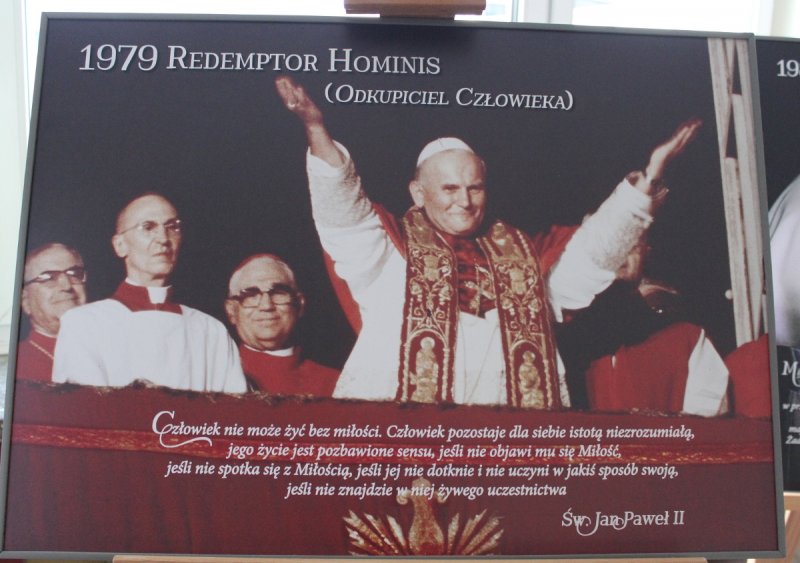 1979 Redemptor Hominis
(Odkupiciel Człowieka)
Człowiek nie może żyć bez miłości. Człowiek pozostaje dla siebie istotą niezrozumiałą,
jego życie jest pozbawione sensu, jeśli nie objawi mu się Miłość,
jeśli nie spotka się z Miłością, jeśli jej nie dotknie i nie uczyni w jakiś sposób swoją,
jeśli nie znajdzie w niej żywego uczestnictwa
Św. Jan Paweł II